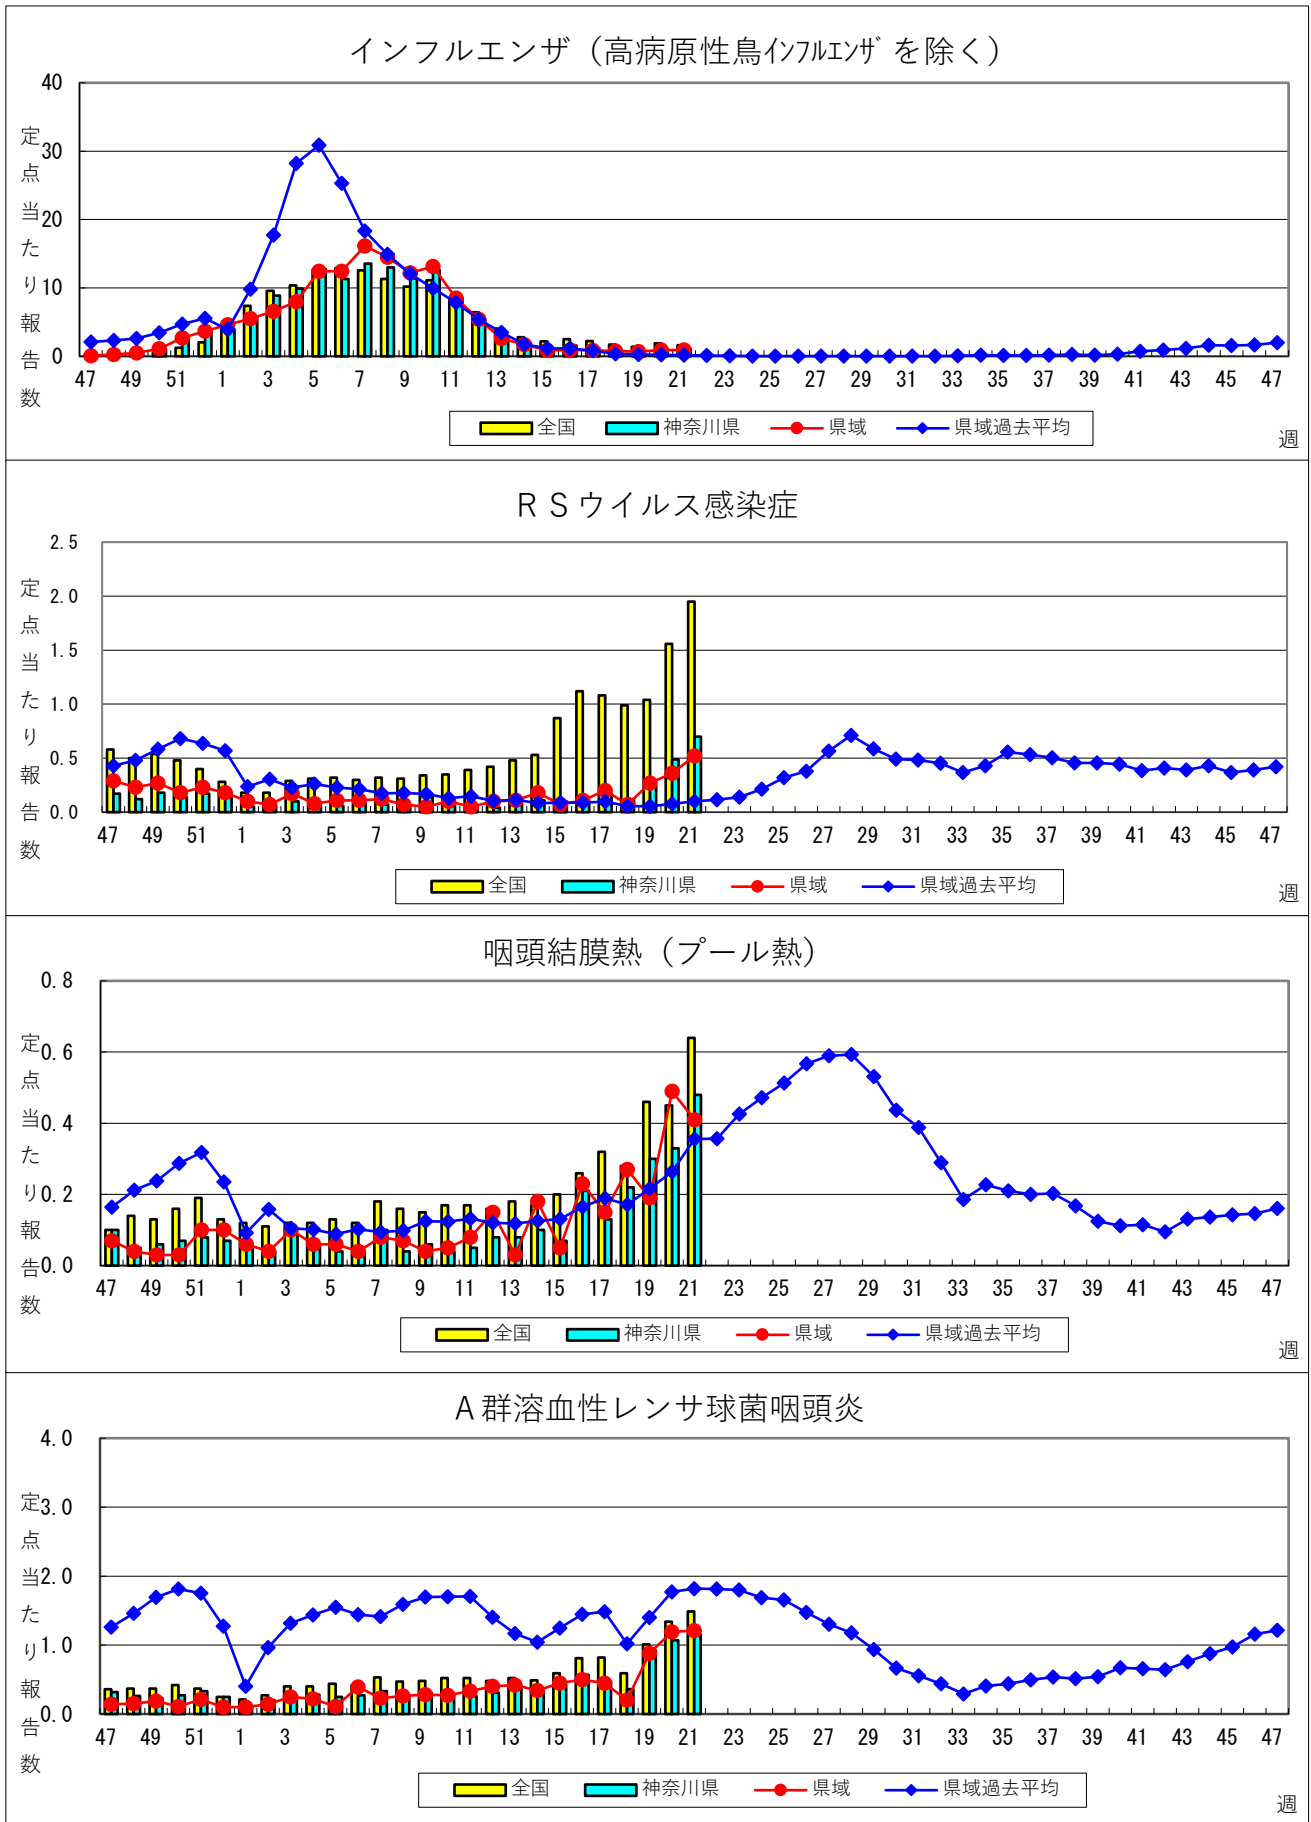 インフルエンザ（高病原性鳥ｲﾝﾌﾙｴﾝｻﾞを除く）
定点当たり報告数
40
30
20
10
0
47 49 51 1 3 5 7 9 11 13 15 17 19 21 23 25 27 29 31 33 35 37 39 41 43 45 47
全国 神奈川県 県域 県域過去平均
週
ＲＳウイルス感染症
定点当たり報告数
2.5
2.0
1.5
1.0
0.5
0.0
47 49 51 1 3 5 7 9 11 13 15 17 19 21 23 25 27 29 31 33 35 37 39 41 43 45 47
全国 神奈川県 県域 県域過去平均
週
咽頭結膜熱（プール熱）
定点当たり報告数
0.8
0.6
0.4
0.2
0.0
47 49 51 1 3 5 7 9 11 13 15 17 19 21 23 25 27 29 31 33 35 37 39 41 43 45 47
全国 神奈川県 県域 県域過去平均
週
Ａ群溶血性レンサ球菌咽頭炎
定点当たり報告数
4.0
3.0
2.0
1.0
0.0
47 49 51 1 3 5 7 9 11 13 15 17 19 21 23 25 27 29 31 33 35 37 39 41 43 45 47
全国 神奈川県 県域 県域過去平均
週